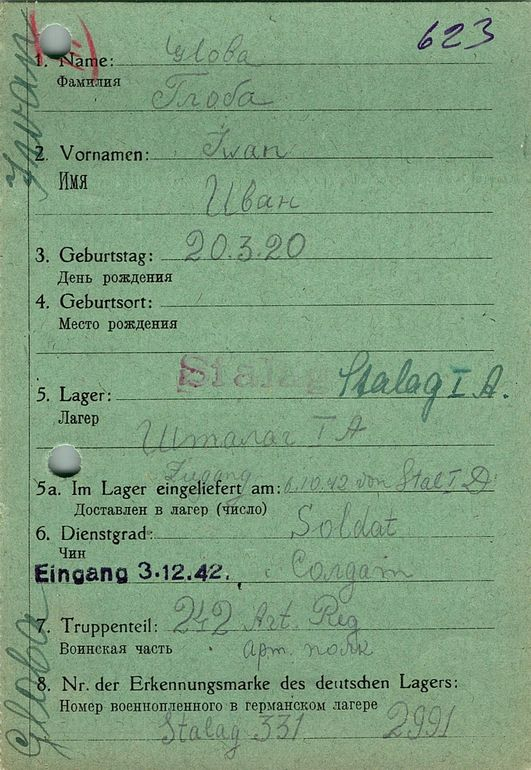 623
1. Name: Globa
Фамилия
Глоба
2. Vornamen: Iwan
Имя
Иван
3. Geburtstag: 20.3.20
День рождения
4. Geburtsort:
Место рождения
Stalag Stalag I A.
5. Lager:
Лагер
Шталаг I A
Zugang
5a. Im Lager eingeliefert am: 6.10.42 von Stal I D
Доставлен в лагер (число)
6. Dienstgrad: Soldat
Чин
Eingang 3.12.42. Солдат
7. Truppenteil: 242 Art. Reg
Воинская часть арт. полк
8. Nr. der Erkennungsmarke des deutschen Lagers:
Номер военнопленного в германском лагере
Stalag 331 2991
Globa Iwan